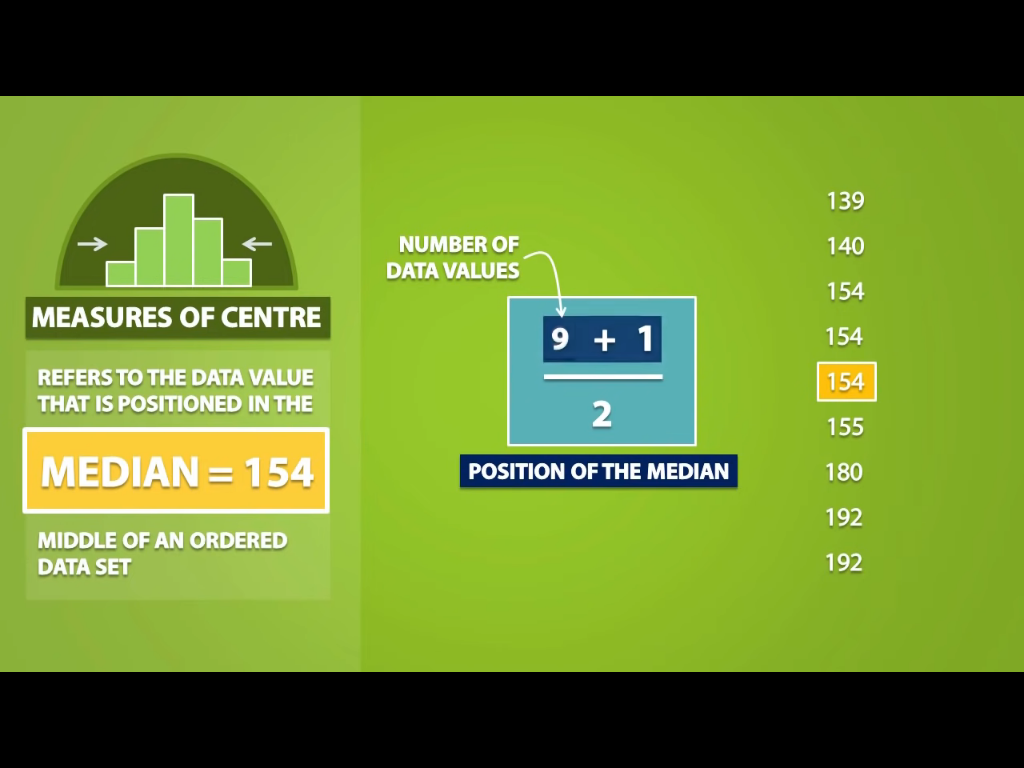 MEASURES OF CENTRE
REFERS TO THE DATA VALUE
THAT IS POSITIONED IN THE
MEDIAN = 154
MIDDLE OF AN ORDERED
DATA SET
NUMBER OF
DATA VALUES
9 + 1
2
POSITION OF THE MEDIAN
139
140
154
154
154
155
180
192
192